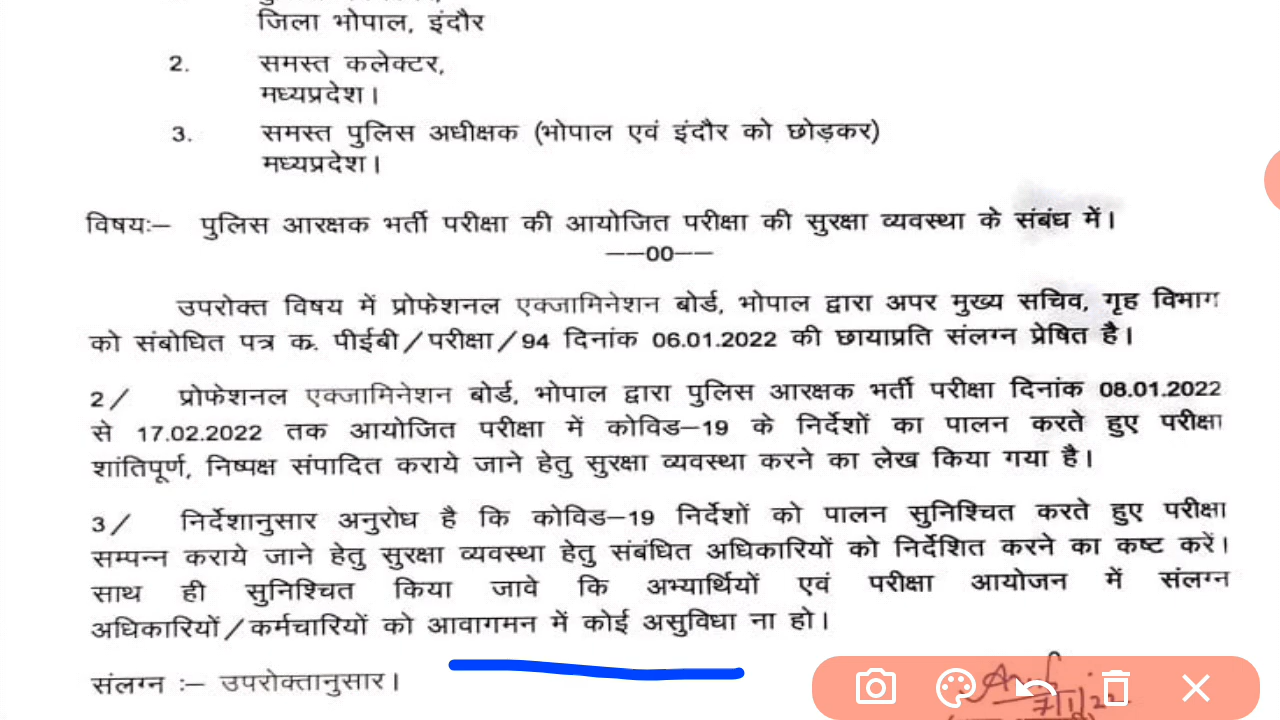 जिला भोपाल, इंदौर
2. समस्त कलेक्टर,
मध्यप्रदेश।
3. समस्त पुलिस अधीक्षक (भोपाल एवं इंदौर को छोड़कर)
मध्यप्रदेश।
विषयः— पुलिस आरक्षक भर्ती परीक्षा की आयोजित परीक्षा की सुरक्षा व्यवस्था के संबंध में।
——00——
उपरोक्त विषय में प्रोफेशनल एक्जामिनेशन बोर्ड, भोपाल द्वारा अपर मुख्य सचिव, गृह विभाग
को संबोधित पत्र क्र. पीईबी/परीक्षा/94 दिनांक 06.01.2022 की छायाप्रति संलग्न प्रेषित है।
2/ प्रोफेशनल एक्जामिनेशन बोर्ड, भोपाल द्वारा पुलिस आरक्षक भर्ती परीक्षा दिनांक 08.01.2022
से 17.02.2022 तक आयोजित परीक्षा में कोविड—19 के निर्देशों का पालन करते हुए परीक्षा
शांतिपूर्ण, निष्पक्ष संपादित कराये जाने हेतु सुरक्षा व्यवस्था करने का लेख किया गया है।
3/ निर्देशानुसार अनुरोध है कि कोविड—19 निर्देशों को पालन सुनिश्चित करते हुए परीक्षा
सम्पन्न कराये जाने हेतु सुरक्षा व्यवस्था हेतु संबंधित अधिकारियों को निर्देशित करने का कष्ट करें।
साथ ही सुनिश्चित किया जावे कि अभ्यार्थियों एवं परीक्षा आयोजन में संलग्न
अधिकारियों/कर्मचारियों को आवागमन में कोई असुविधा ना हो।
संलग्न :— उपरोक्तानुसार।